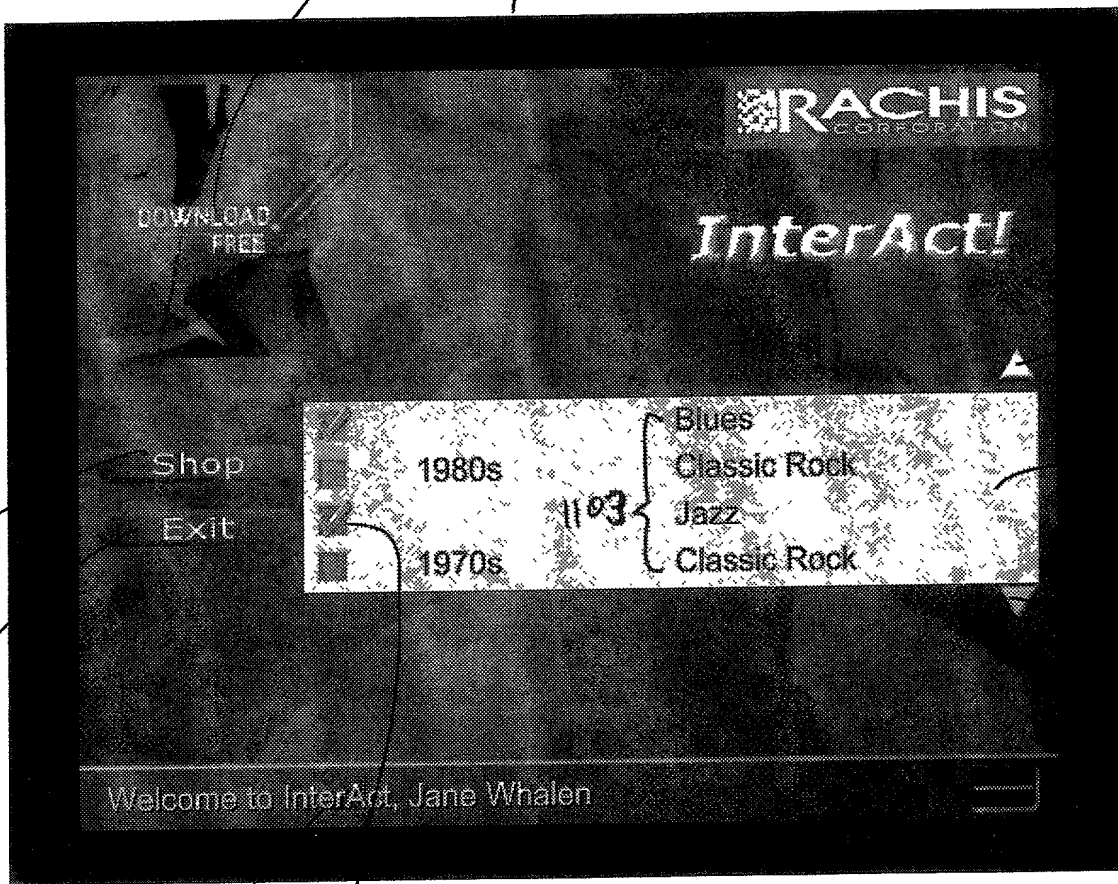 RACHIS
CORPORATION
DOWNLOAD
FREE
InterAct!
Blues
Shop
1980s
Classic Rock
Exit
1103
Jazz
1970s
Classic Rock
Welcome to InterAct, Jane Whalen